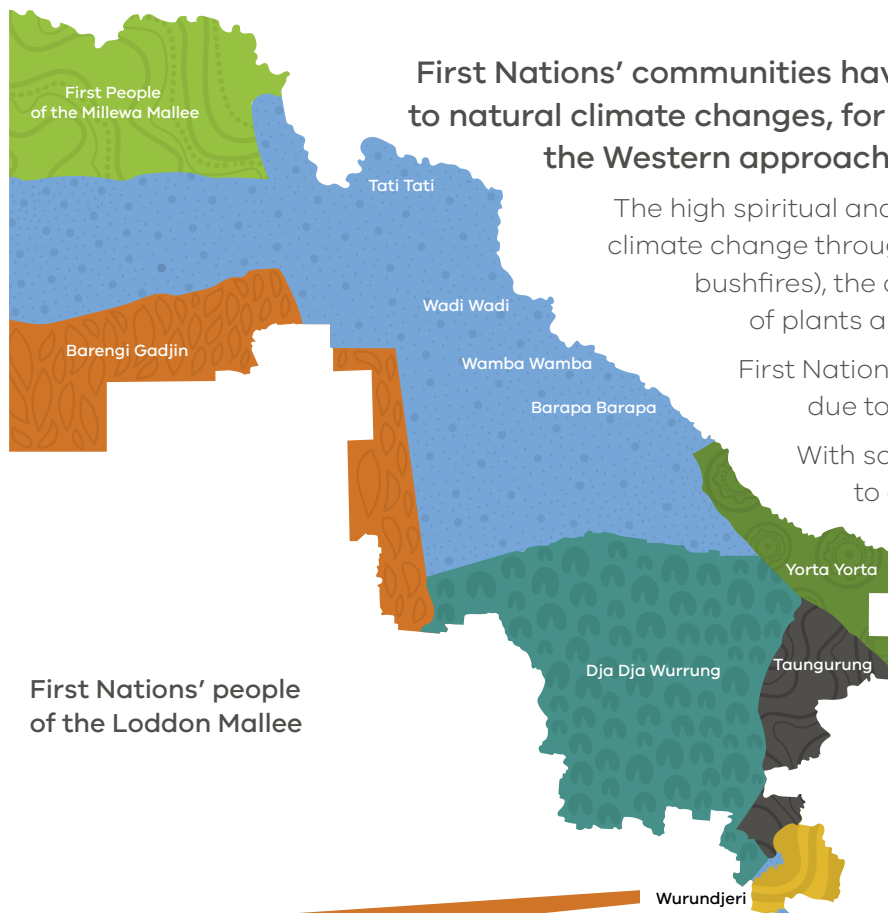 First People
of the Millewa Mallee
First Nations' communities hav
to natural climate changes, for
the Western approach
Tati Tati
The high spiritual and
climate change throug
bushfires), the
of plants a
Wadi Wadi
Barengi Gadjin
Wamba Wamba
First Nation
Barapa Barapa
due to
With so
to
Yorta Yorta
Dja Dja Wurrung
Taungurung
First Nations' people
of the Loddon Mallee
Wurundjeri